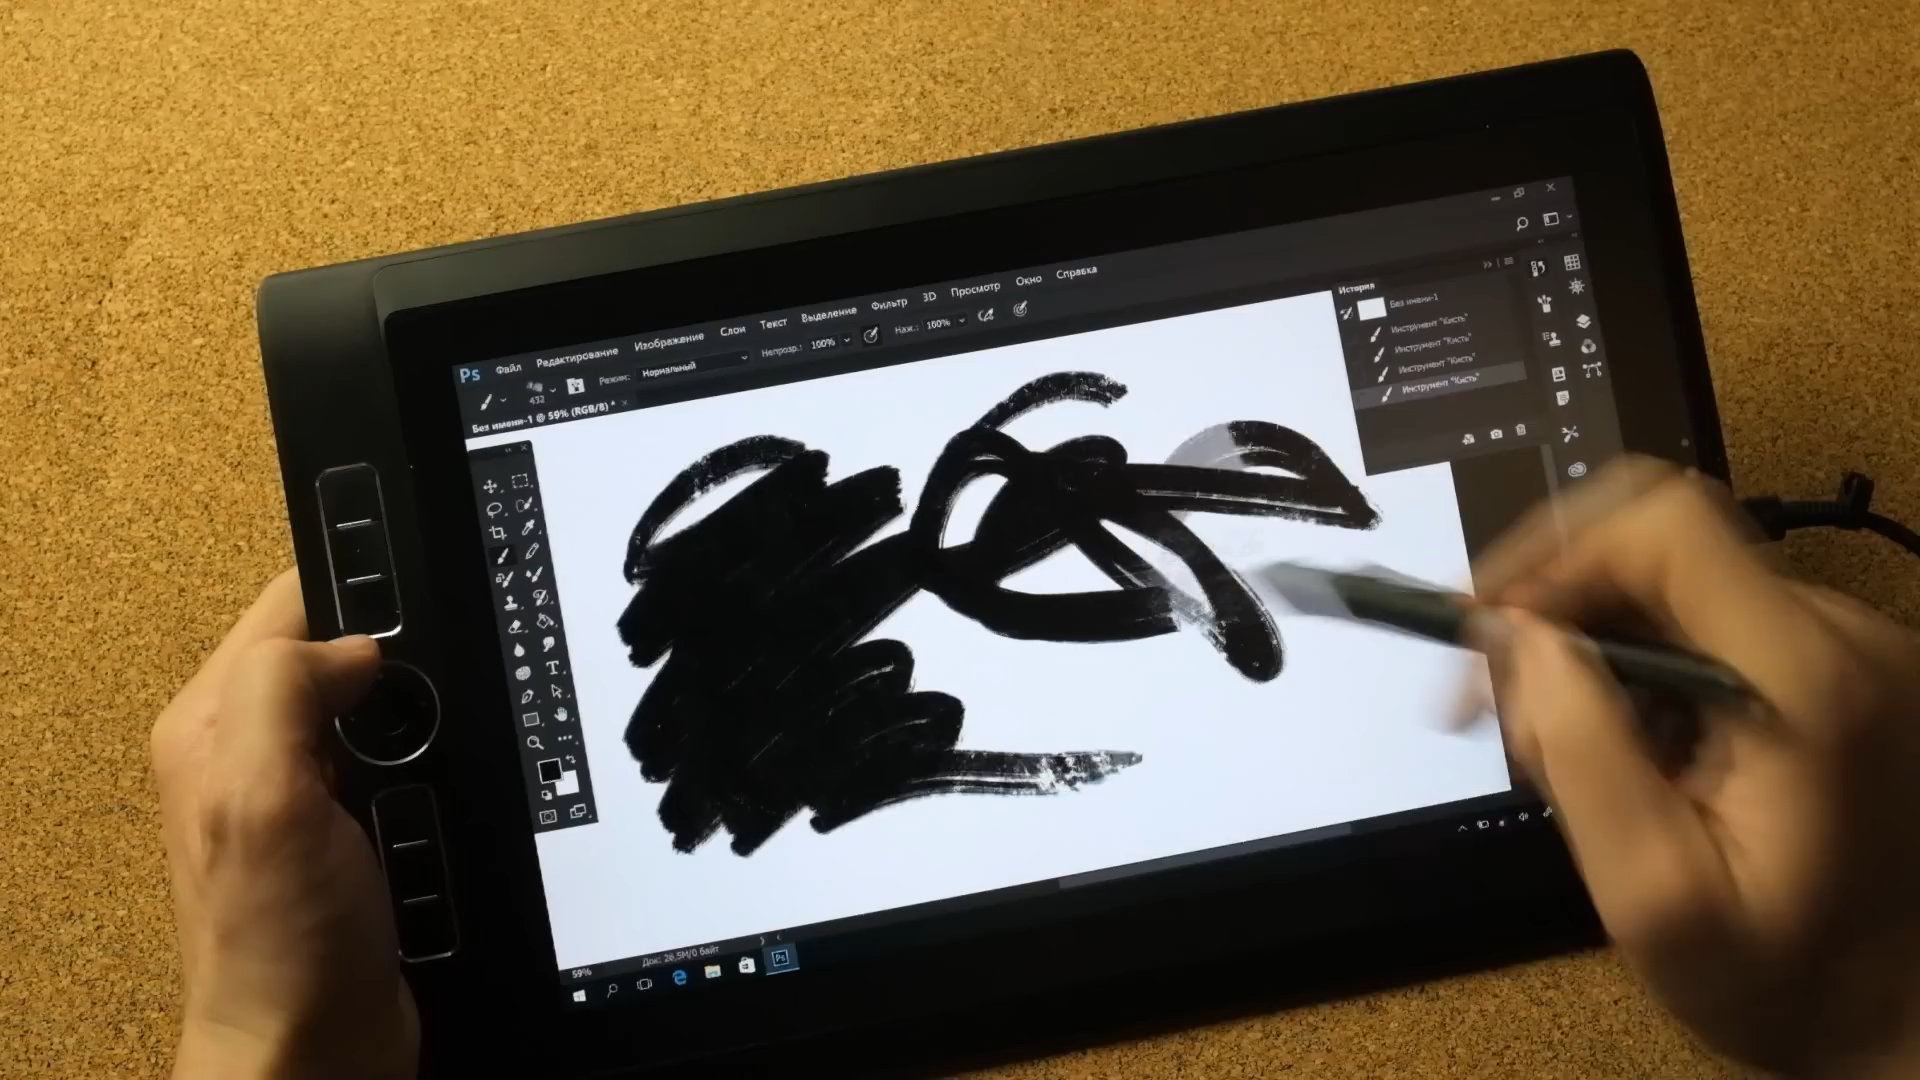 Ps Файл Редактирование Изображение Слои Текст Выделение Фильтр 3D Просмотр Окно Справка
432 Режим: Нормальный Непрозр.: 100% Наж.: 100%
Без имени-1 @ 59% (RGB/8) *
История
Без имени-1
Инструмент "Кисть"
Инструмент "Кисть"
Инструмент "Кисть"
Инструмент "Кисть"
T
59% Док: 26,5M/0 байт
Ps